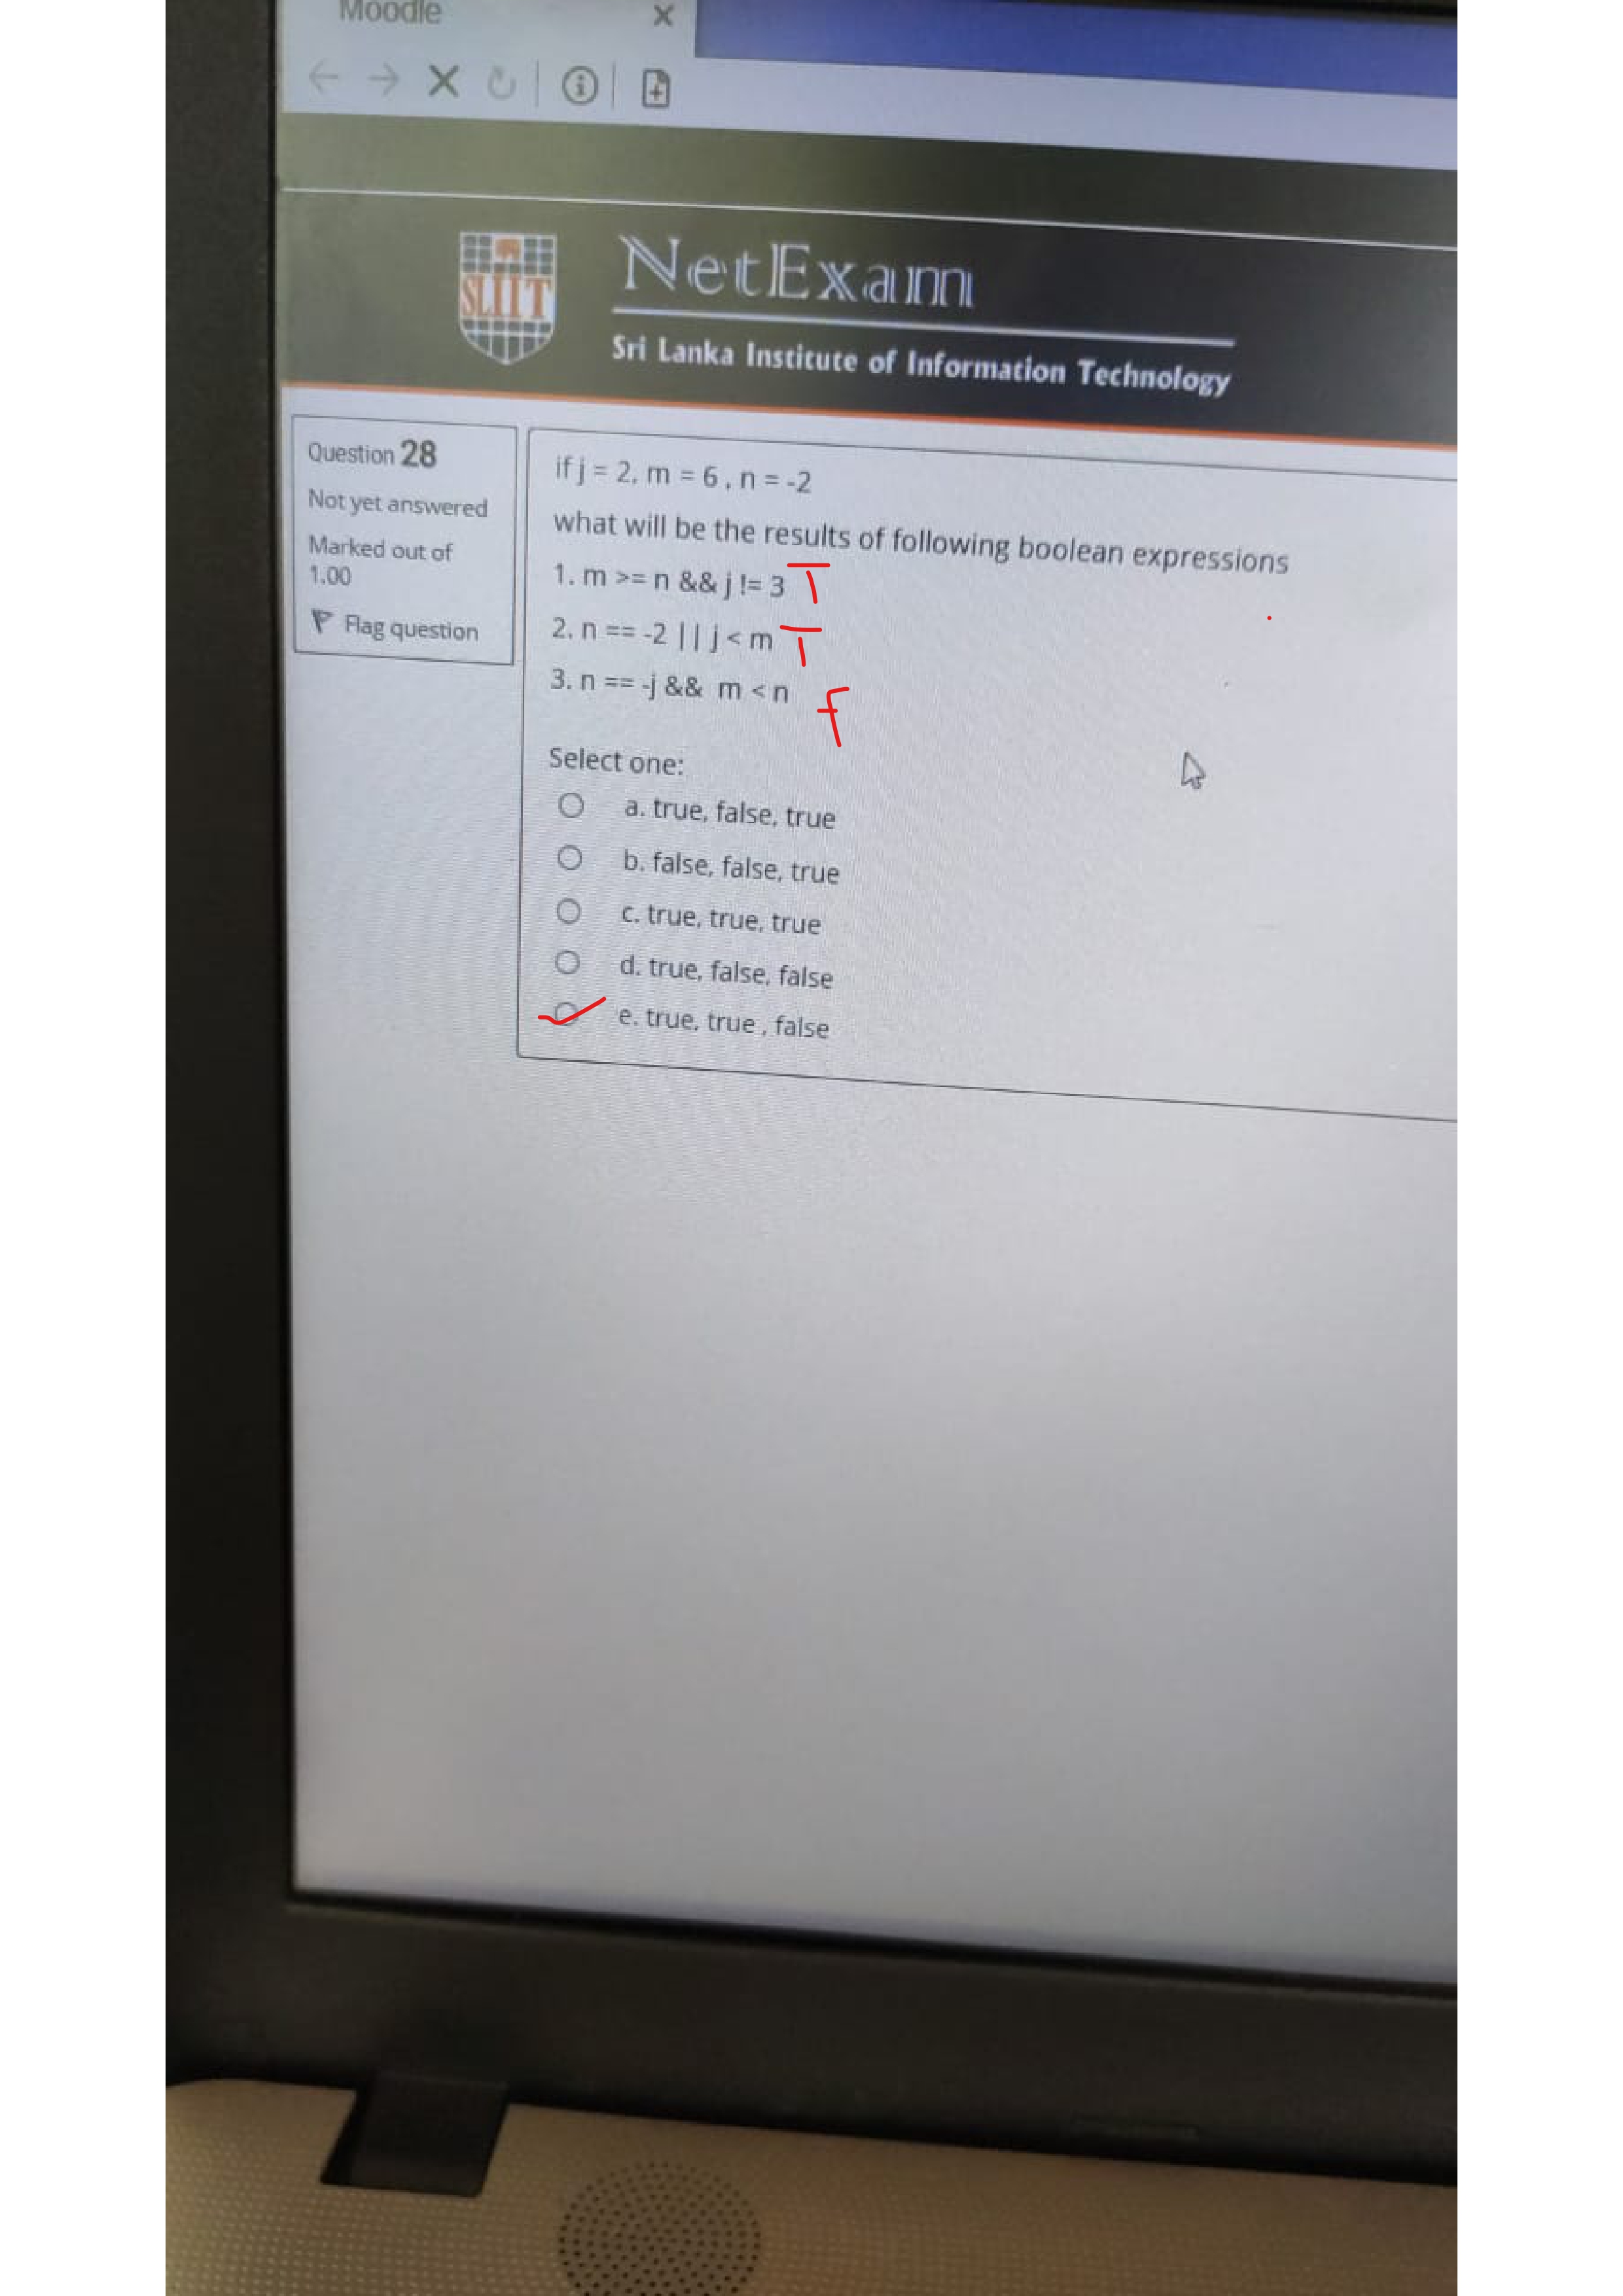 Moodle
SLIIT
NetExam
Sri Lanka Institute of Information Technology
Question 28
Not yet answered
Marked out of
1.00
Flag question
if j = 2, m = 6 , n = -2
what will be the results of following boolean expressions
1. m >= n && j != 3 T
2. n == -2 || j < m T
3. n == -j && m < n f
Select one:
a. true, false, true
b. false, false, true
c. true, true, true
d. true, false, false
e. true, true , false